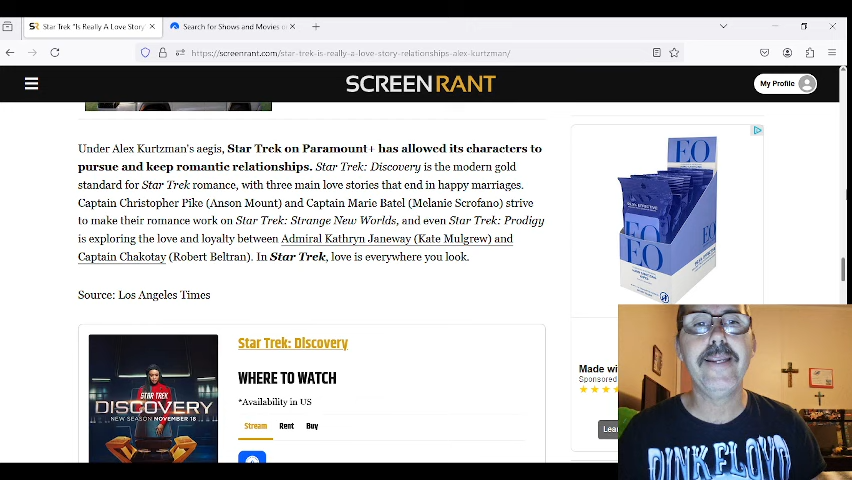 Star Trek "Is Really A Love Story
Search for Shows and Movies o
https://screenrant.com/star-trek-is-really-a-love-story-relationships-alex-kurtzman/
SCREENRANT
My Profile
Under Alex Kurtzman's aegis, Star Trek on Paramount+ has allowed its characters to
pursue and keep romantic relationships. Star Trek: Discovery is the modern gold
standard for Star Trek romance, with three main love stories that end in happy marriages.
Captain Christopher Pike (Anson Mount) and Captain Marie Batel (Melanie Scrofano) strive
to make their romance work on Star Trek: Strange New Worlds, and even Star Trek: Prodigy
is exploring the love and loyalty between Admiral Kathryn Janeway (Kate Mulgrew) and
Captain Chakotay (Robert Beltran). In Star Trek, love is everywhere you look.
Source: Los Angeles Times
Star Trek: Discovery
WHERE TO WATCH
*Availability in US
Stream Rent Buy
STAR TREK
DISCOVERY
NEW SEASON NOVEMBER 18
EO
EO
EO
Made wi
Sponsored
Lear
PINK FLOYD